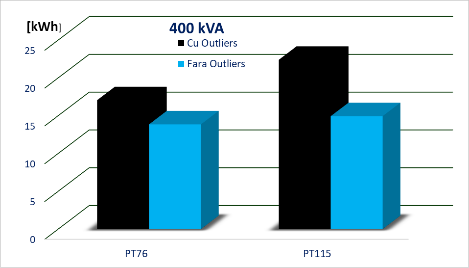 [kWh]
400 kVA
Cu Outliers
Fara Outliers
25
20
15
10
5
0
PT76
PT115